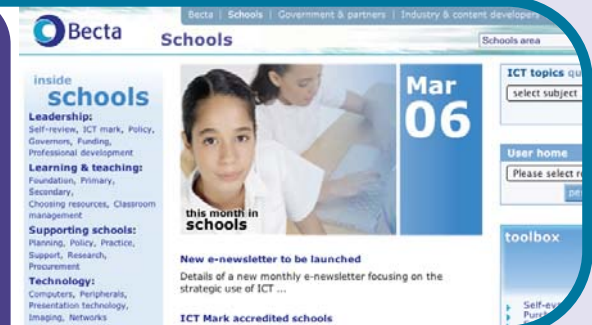 Becta | Schools | Government & partners | Industry & content developers
Becta
Schools
Schools area
inside
schools
Leadership:
Self-review, ICT mark, Policy,
Governors, Funding,
Professional development
Learning & teaching:
Foundation, Primary,
Secondary,
Choosing resources, Classroom
management
Supporting schools:
Planning, Policy, Practice,
Support, Research,
Procurement
Technology:
Computers, Peripherals,
Presentation technology,
Imaging, Networks
this month in
schools
Mar
06
New e-newsletter to be launched
Details of a new monthly e-newsletter focusing on the
strategic use of ICT ...
ICT Mark accredited schools
ICT topics
select subject
User home
Please select
toolbox